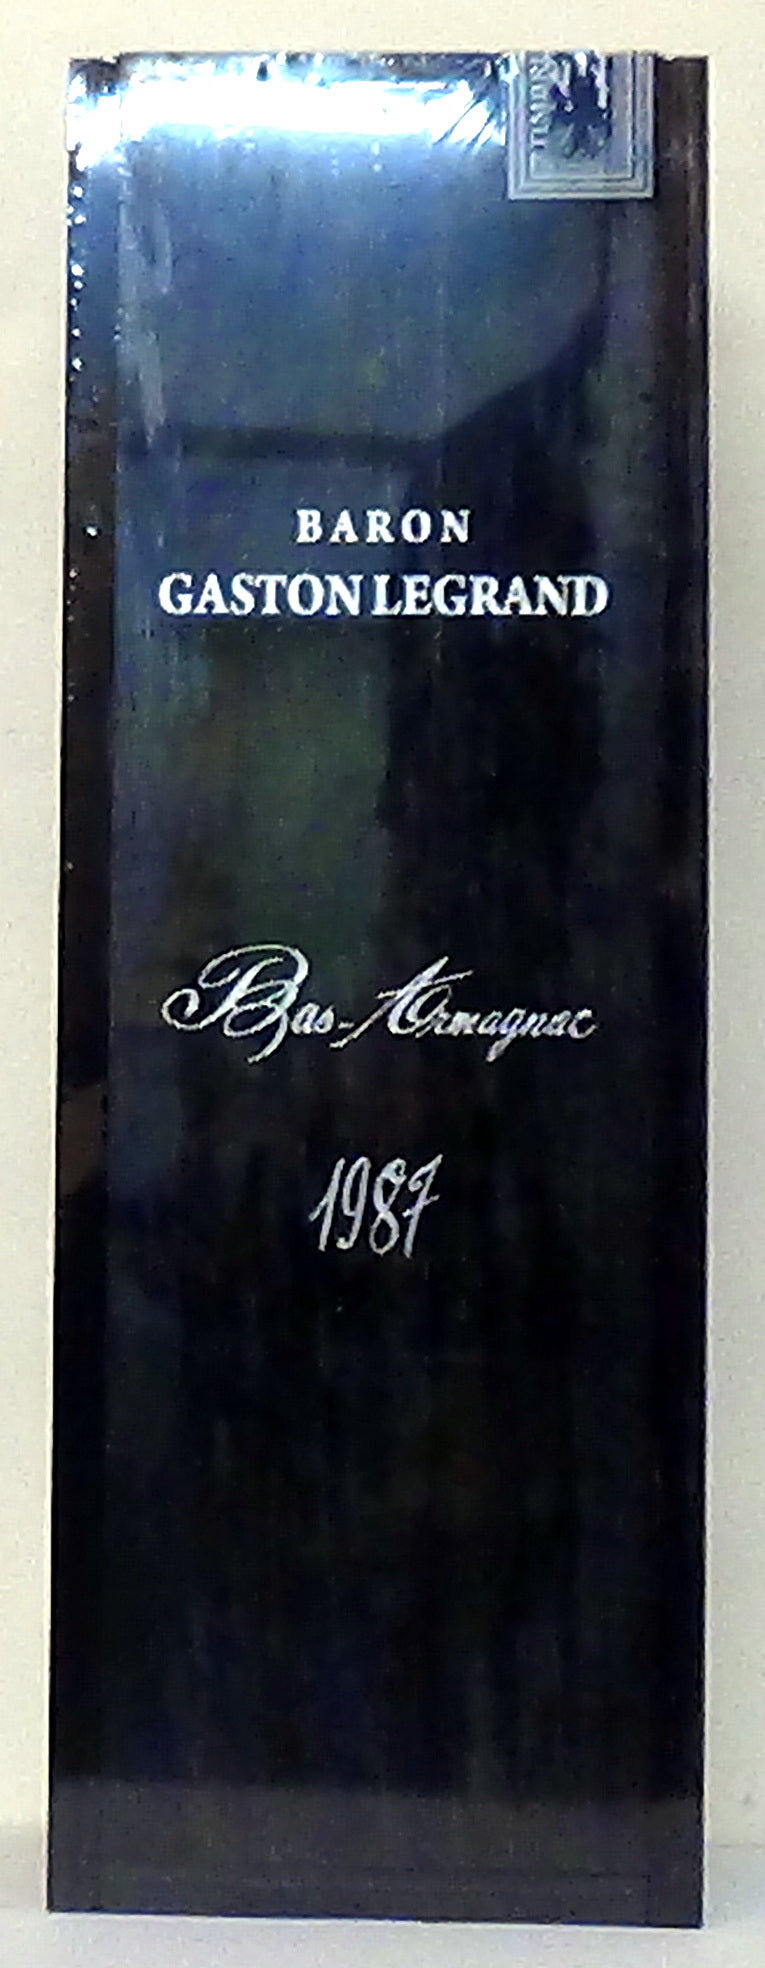 BARON
GASTON LEGRAND
Bas-Armagnac
1987